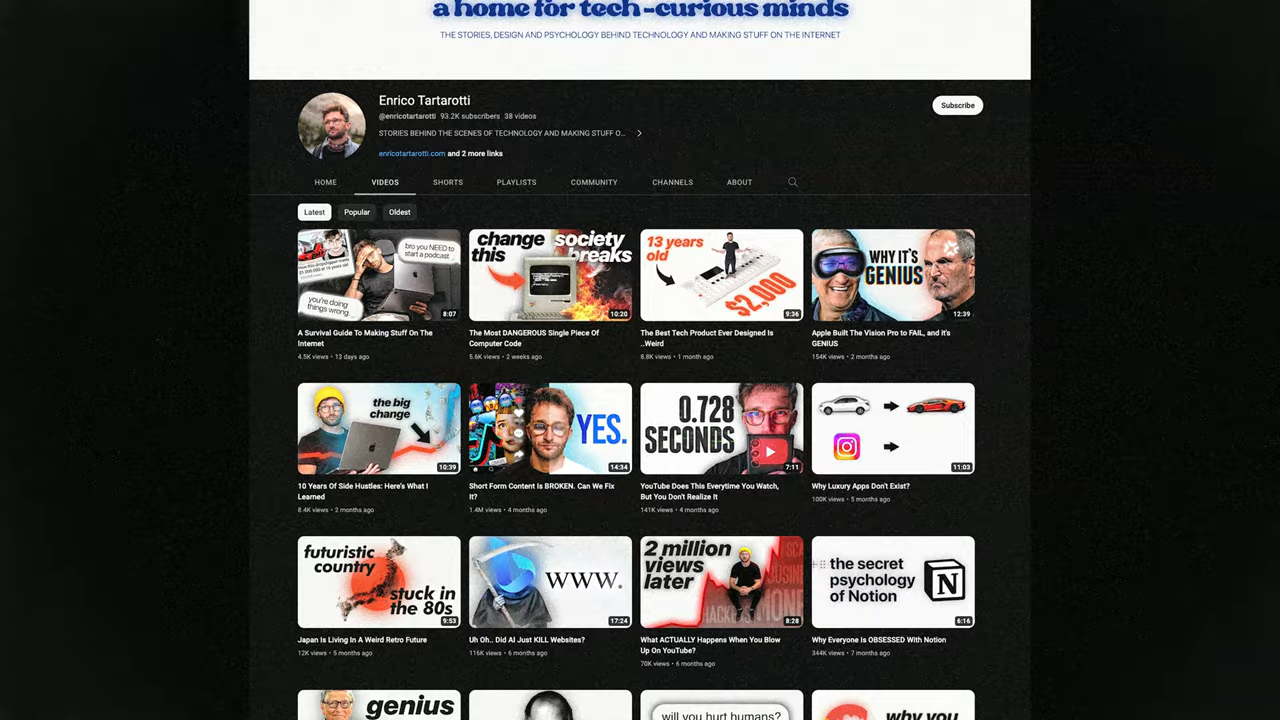 a home for tech-curious minds
THE STORIES, DESIGN AND PSYCHOLOGY BEHIND TECHNOLOGY AND MAKING STUFF ON THE INTERNET
Enrico Tartarotti
@enricotartarotti 93.2K subscribers 38 videos
STORIES BEHIND THE SCENES OF TECHNOLOGY AND MAKING STUFF O...
enricotartarotti.com and 2 more links
Subscribe
HOME VIDEOS SHORTS PLAYLISTS COMMUNITY CHANNELS ABOUT
Latest Popular Oldest
bro you NEED to
start a podcast
you're doing
things wrong.
8:07
A Survival Guide To Making Stuff On The
Internet
4.5K views • 13 days ago
change society
this breaks
10:20
The Most DANGEROUS Single Piece Of
Computer Code
5.6K views • 2 weeks ago
13 years
old
$2,000
9:36
The Best Tech Product Ever Designed Is
..Weird
8.8K views • 1 month ago
WHY IT'S
GENIUS
12:39
Apple Built The Vision Pro to FAIL, and it's
GENIUS
154K views • 2 months ago
the big
change
10:39
10 Years Of Side Hustles: Here's What I
Learned
8.4K views • 2 months ago
YES.
14:34
Short Form Content Is BROKEN. Can We Fix
It?
1.4M views • 4 months ago
0.728
SECONDS
7:11
YouTube Does This Everytime You Watch,
But You Don't Realize It
141K views • 4 months ago
11:03
Why Luxury Apps Don't Exist?
100K views • 5 months ago
futuristic
country
stuck in
the 80s
9:53
Japan Is Living In A Weird Retro Future
12K views • 5 months ago
www.
17:24
Uh Oh.. Did AI Just KILL Websites?
116K views • 6 months ago
2 million
views
later
8:28
What ACTUALLY Happens When You Blow
Up On YouTube?
70K views • 6 months ago
the secret
psychology
of Notion
N
6:16
Why Everyone Is OBSESSED With Notion
344K views • 7 months ago
genius
will you hurt humans?
why you